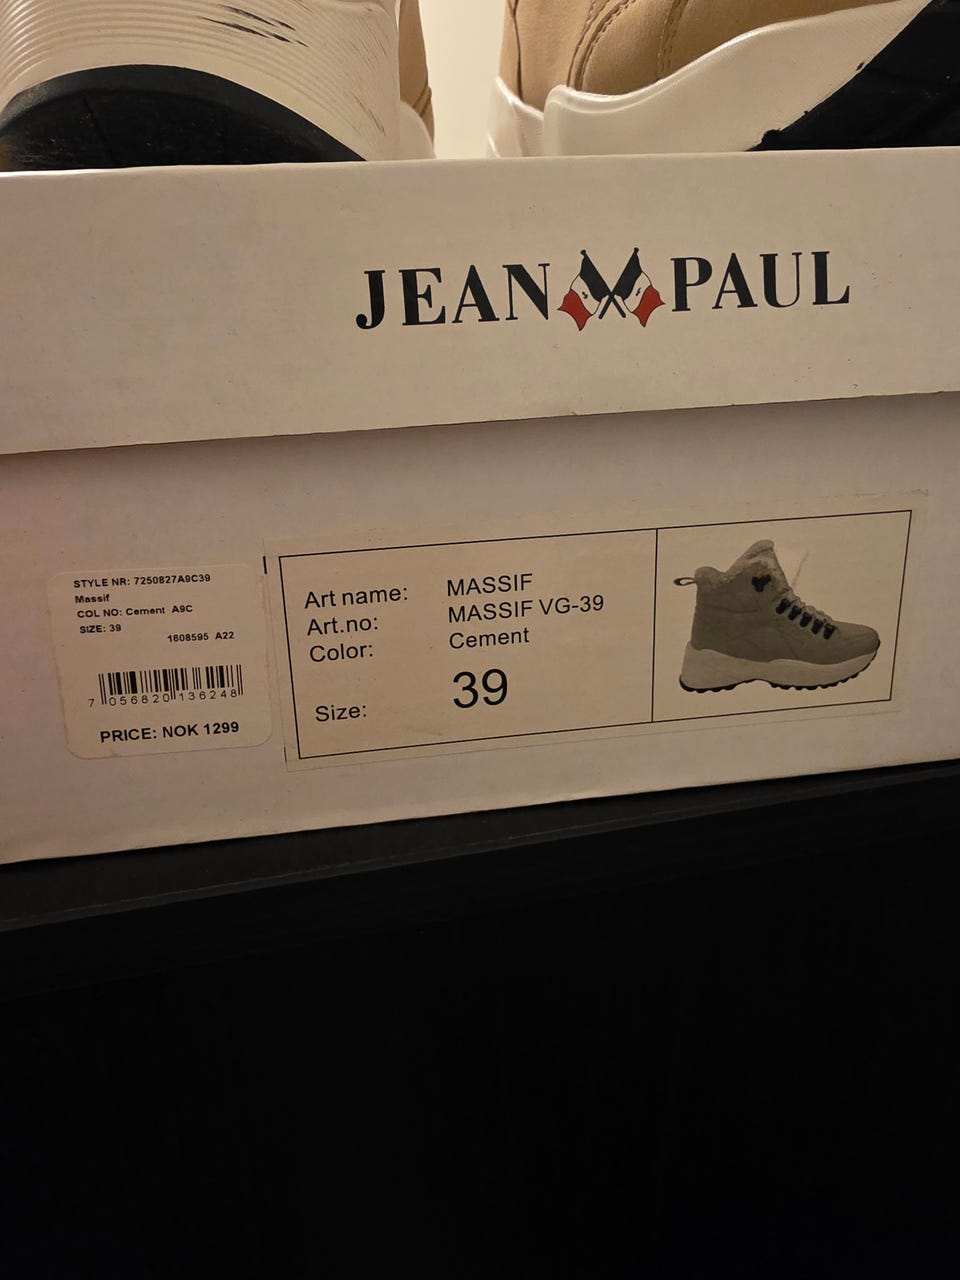 JEAN PAUL
STYLE NR: 7250827A9C39
Massif
COL NO: Cement A9C
SIZE: 39
1608595 A22
7 056820 136248
PRICE: NOK 1299
Art name: MASSIF
Art.no: MASSIF VG-39
Color: Cement
Size: 39